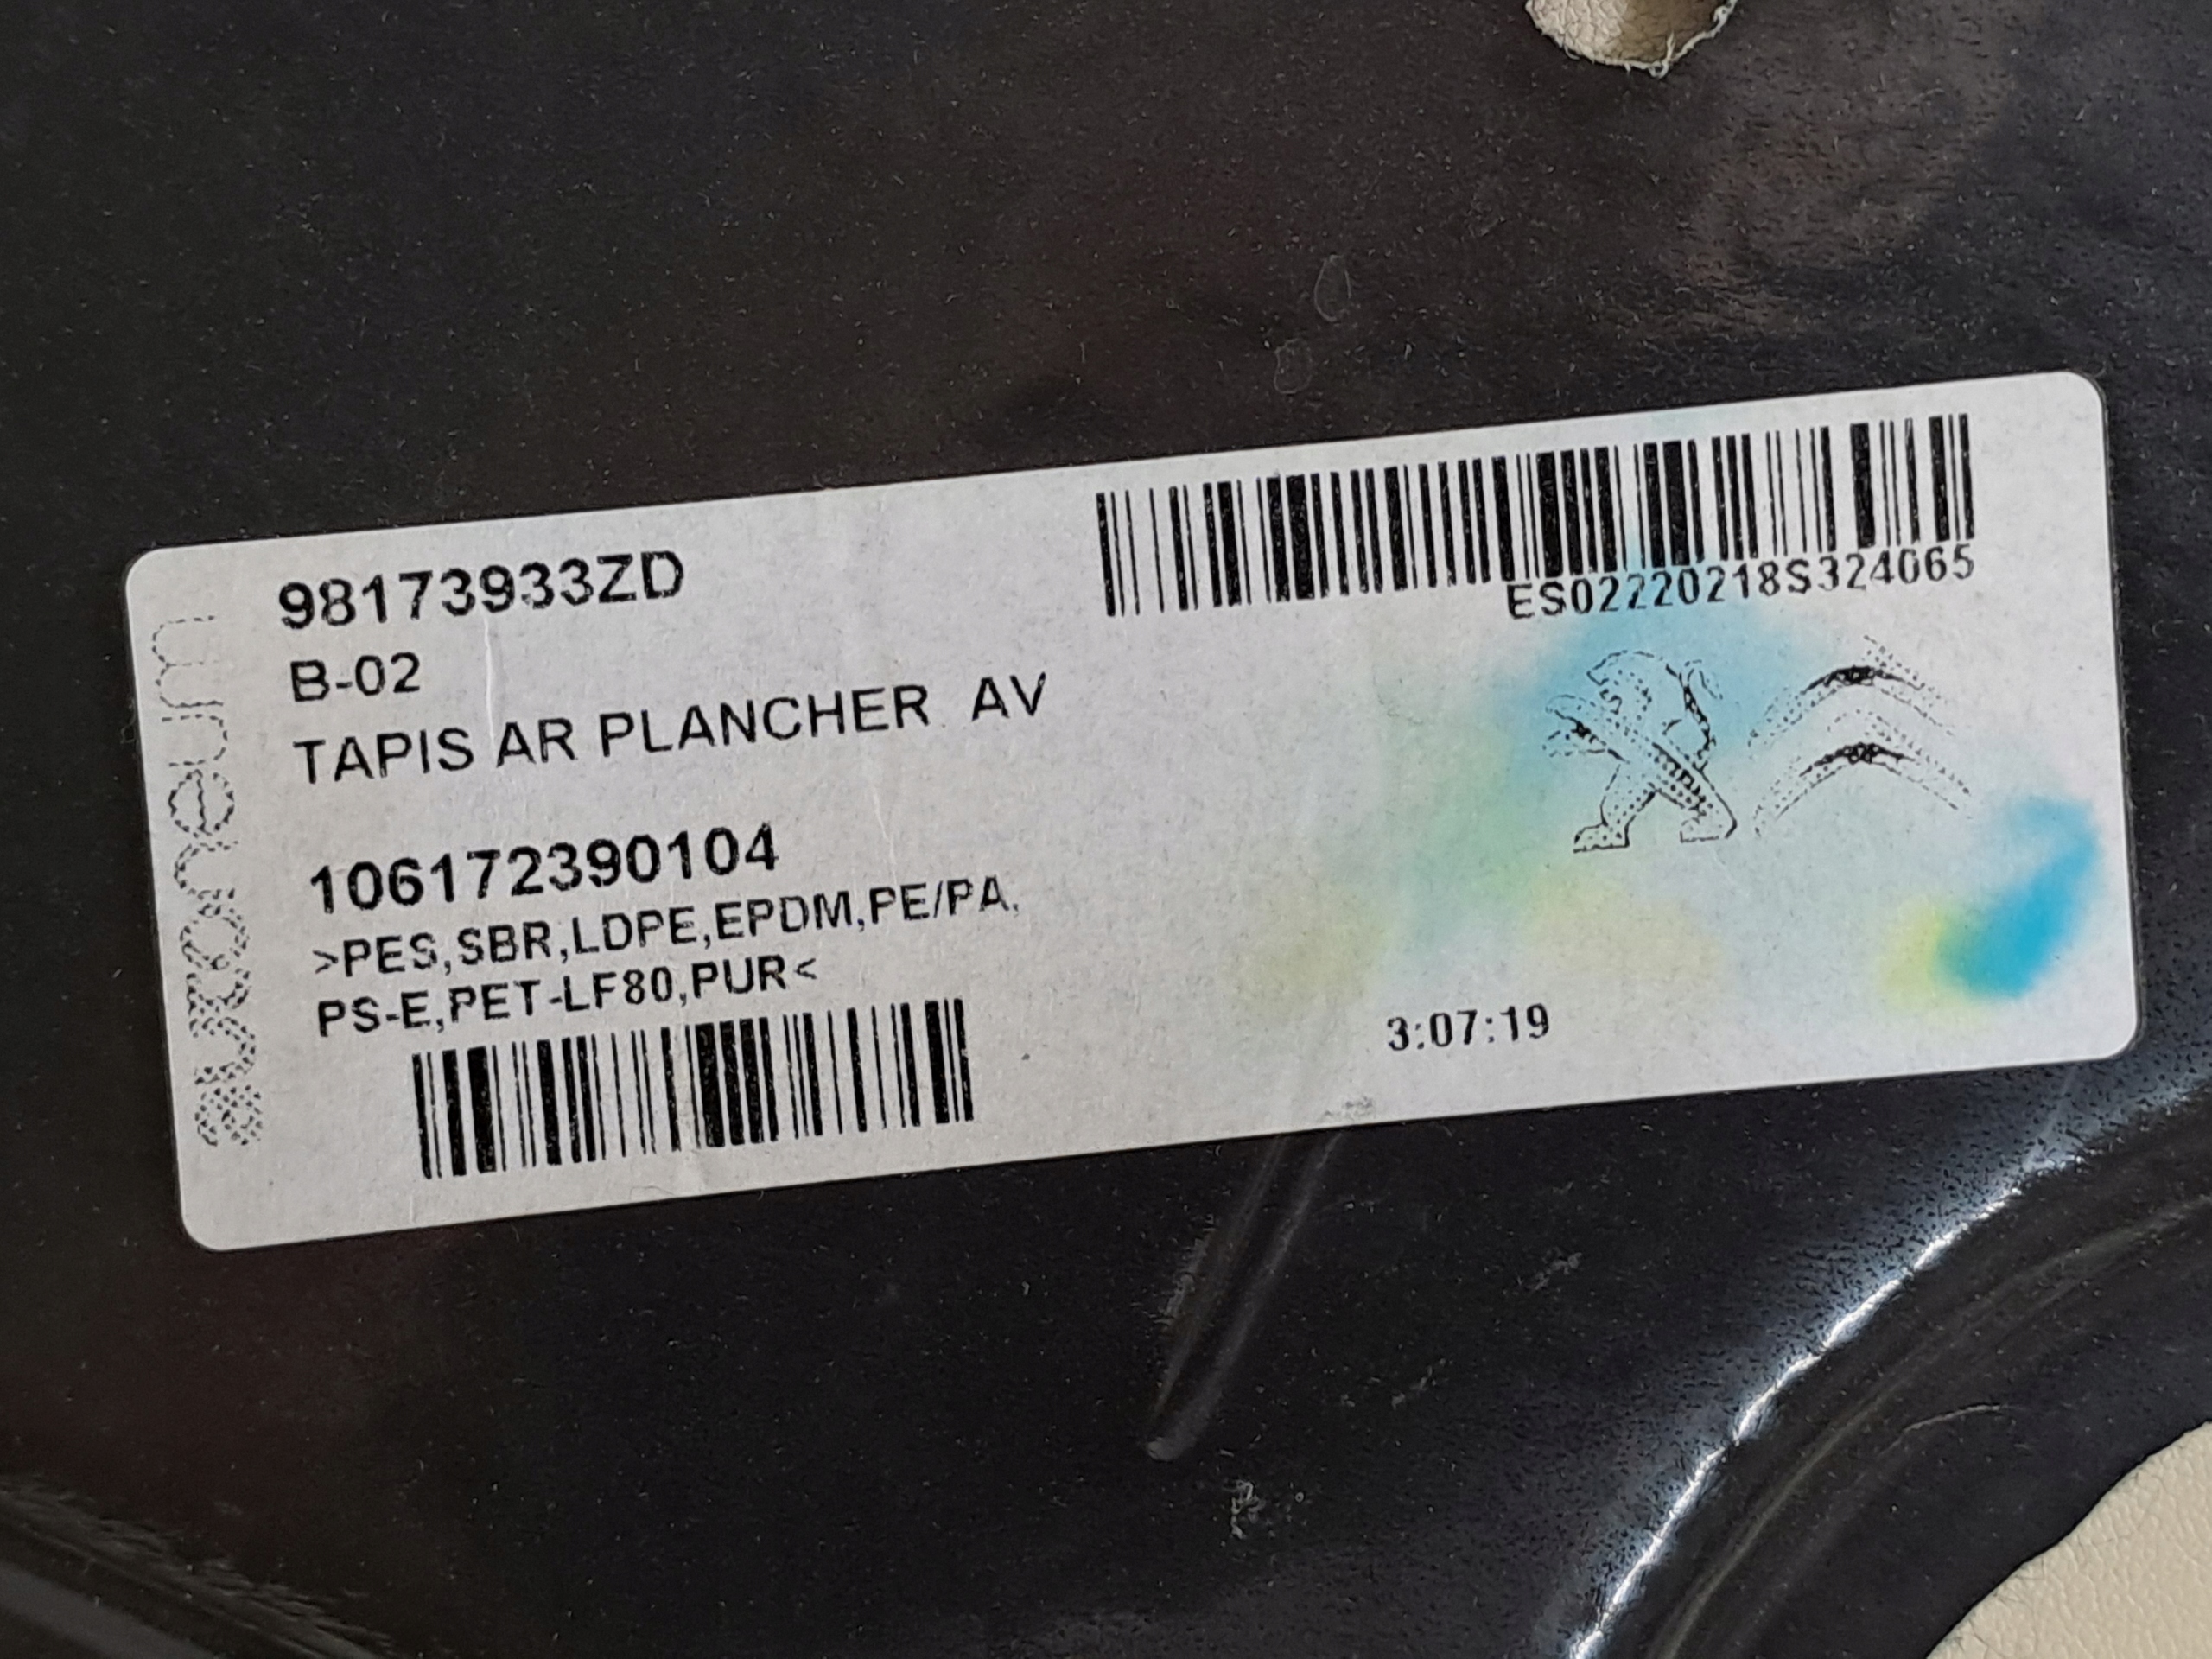 autoneum
98173933ZD
B-02
TAPIS AR PLANCHER AV
106172390104
>PES,SBR,LDPE,EPDM,PE/PA,
PS-E,PET-LF80,PUR<
ES02220218S324065
3:07:19